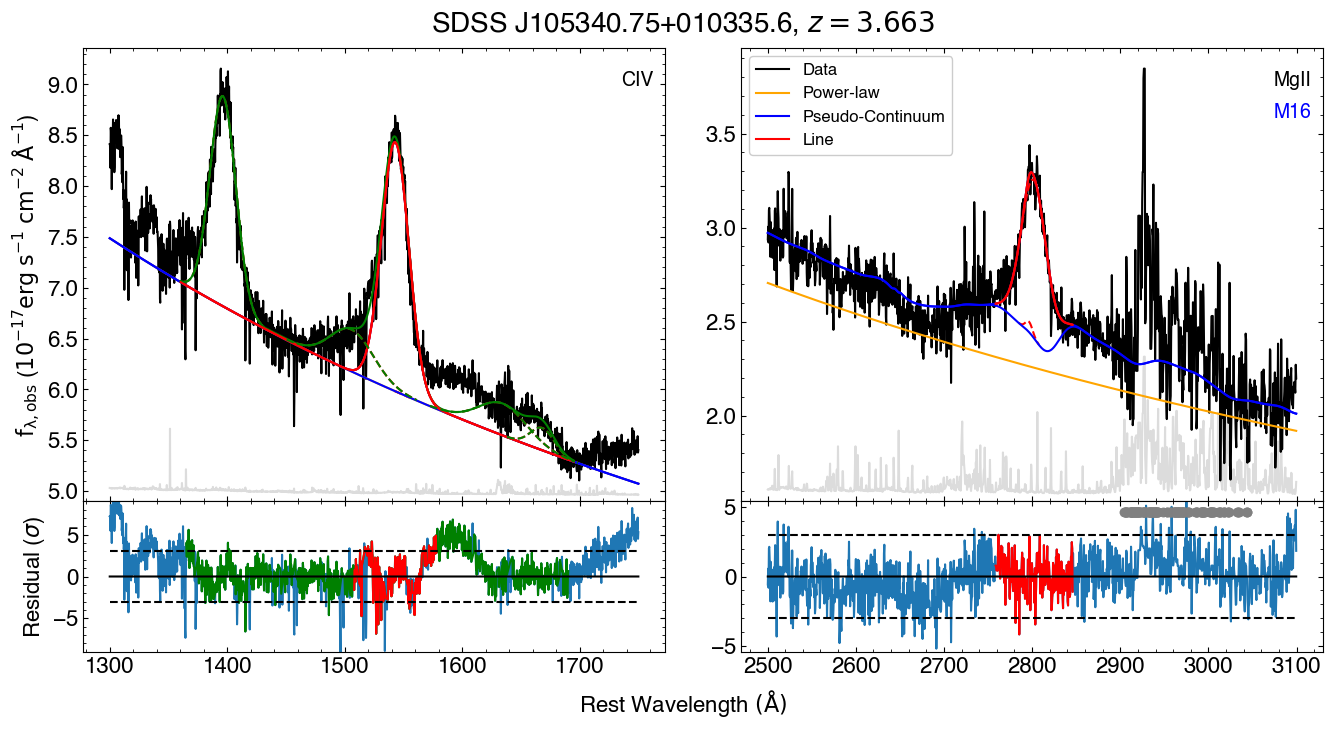 SDSS J105340.75+010335.6, z = 3.663
CIV
9.0
8.5
8.0
7.5
7.0
6.5
6.0
5.5
5.0
f_{λ, obs} (10^{-17} erg s^{-1} cm^{-2} Å^{-1})
Data
Power-law
Pseudo-Continuum
Line
MgII
M16
3.5
3.0
2.5
2.0
5
0
−5
Residual (σ)
1300 1400 1500 1600 1700
5
0
−5
2500 2600 2700 2800 2900 3000 3100
Rest Wavelength (Å)